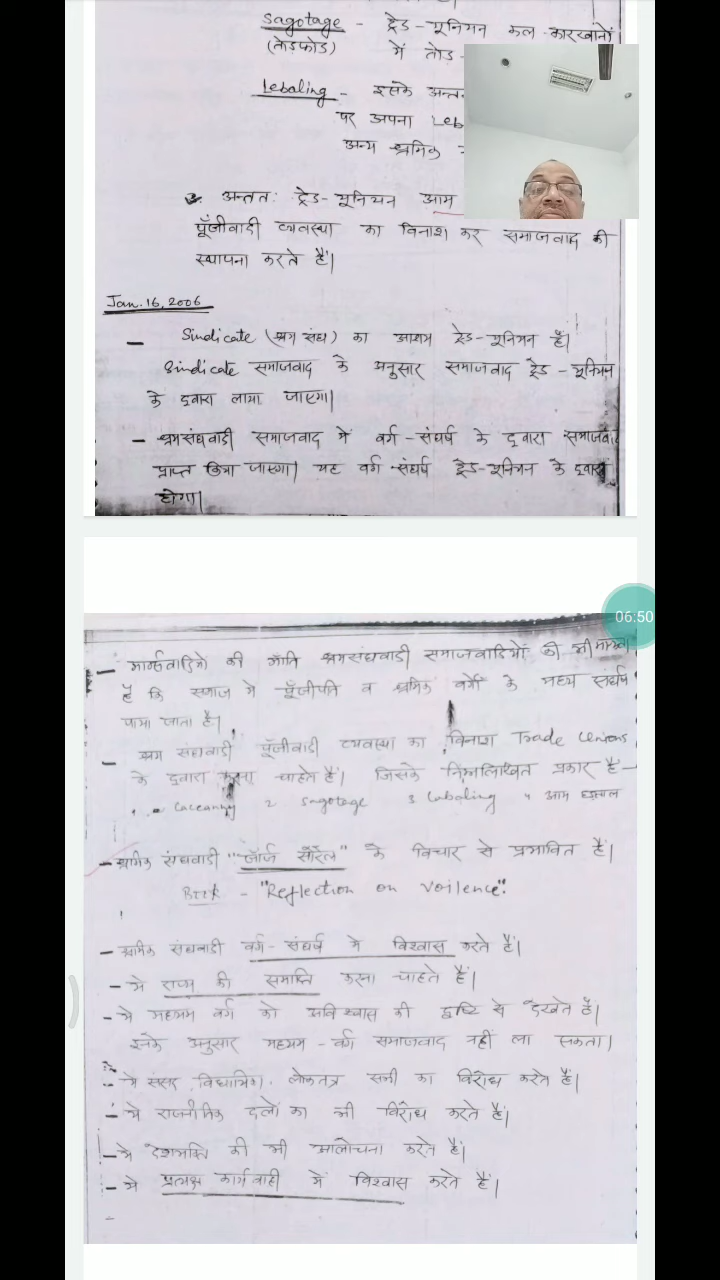 Sagotage - ट्रेड-यूनियन कल-कारखानों
(तोडफोड) में तोड-
Lebaling - इसके अन्त
पर अपना Leb
अन्य श्रमिक
अन्ततः ट्रेड-यूनियन आम
पूँजीवादी व्यवस्था का विनाश कर समाजवाद की
स्थापना करते हैं।
Jan. 16, 2006
- Sindicate (श्रम संघ) का आशय ट्रेड-यूनियन है।
Sindicate समाजवाद के अनुसार समाजवाद ट्रेड-यूनियन
के द्वारा लाया जाएगा।
- श्रमसंघवादी समाजवाद में वर्ग-संघर्ष के द्वारा समाजवा
प्राप्त किया जाएगा। यह वर्ग संघर्ष ट्रेड-यूनियन के द्वारा
होगा।
06:50
- मार्क्सवादियों की भाँति श्रमसंघवादी समाजवादियों की भी मान्यता
है कि समाज में पूँजीपति व श्रमिक वर्गों के मध्य संघर्ष
पाया जाता है।
- श्रम संघवादी पूँजीवादी व्यवस्था का विनाश Trade Unions
के द्वारा करना चाहते हैं। जिसके निम्नलिखित प्रकार है-
2 Sagotage 3 Labaling 4 आम हडताल
- श्रमिक संघवादी "जॉर्ज सॉरेल" के विचार से प्रभावित हैं।
Book - "Reflection on Voilence".
- श्रमिक संघवादी वर्ग-संघर्ष में विश्वास करते हैं।
- ये राज्य की समाप्ति करना चाहते हैं।
- ये मध्यम वर्ग को अविश्वास की दृष्टि से देखते हैं।
इनके अनुसार मध्यम-वर्ग समाजवाद नहीं ला सकता।
- ये संसद, विधायिका, लोकतंत्र सभी का विरोध करते हैं।
- ये राजनीतिक दलों का भी विरोध करते हैं।
- ये देशभक्ति की भी आलोचना करते हैं।
- ये प्रत्यक्ष कार्यवाही में विश्वास करते हैं।